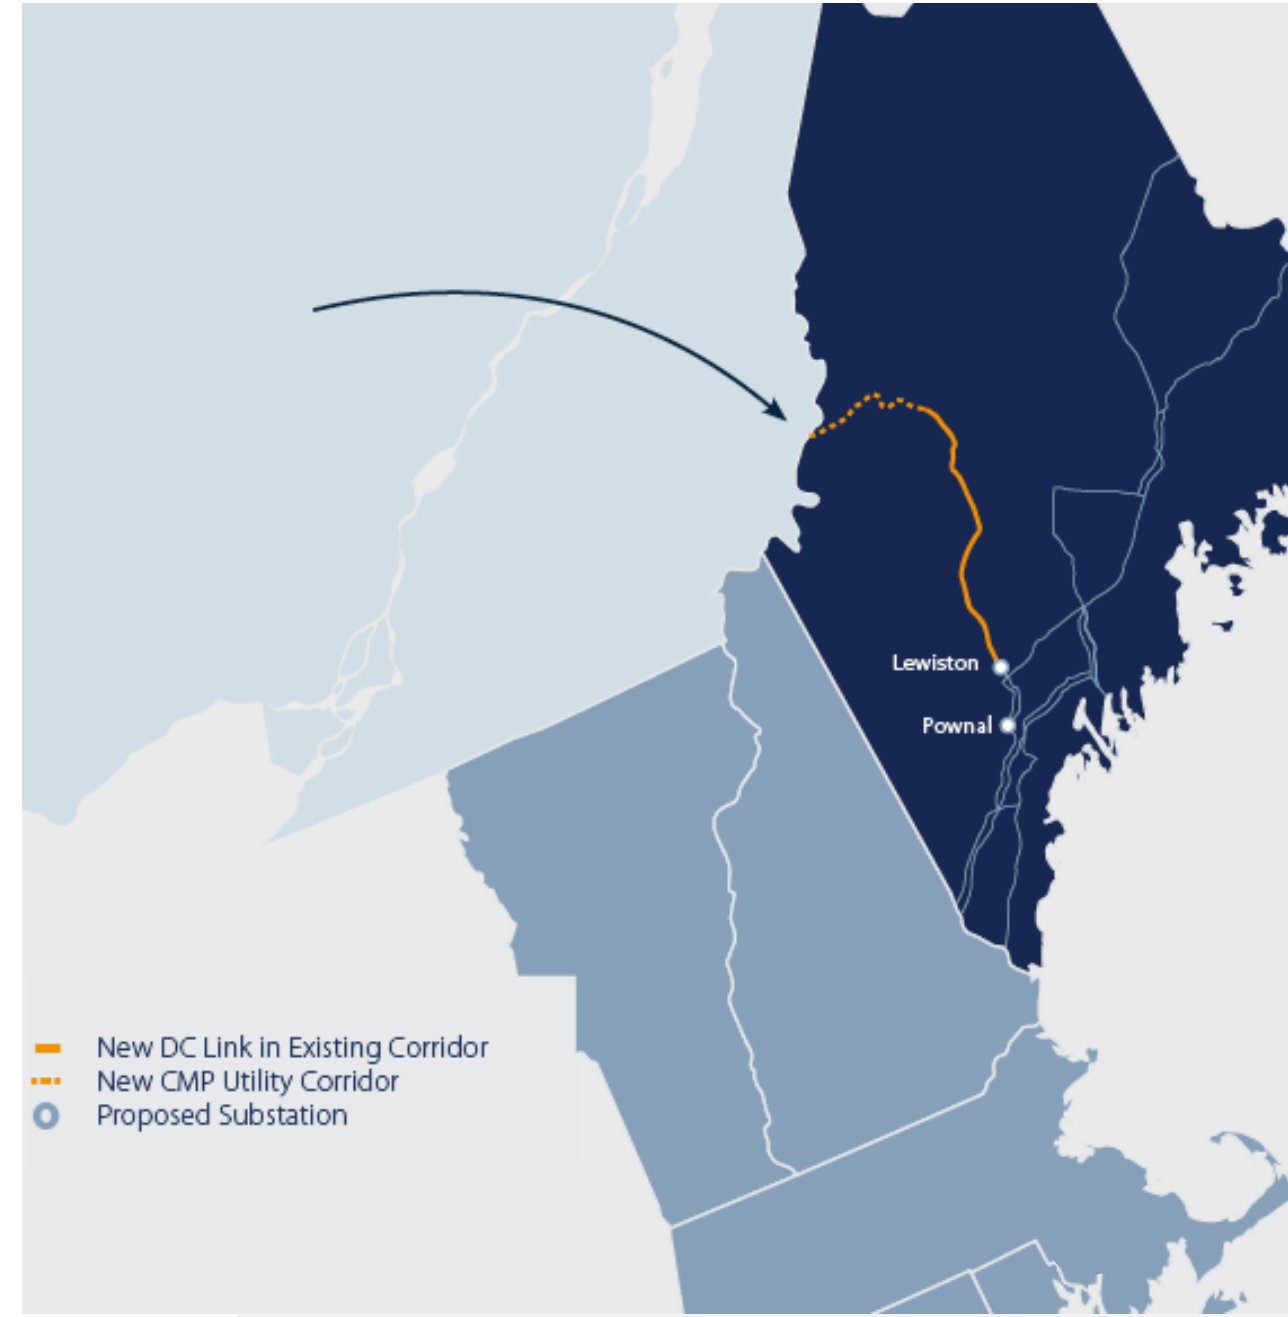 Lewiston
Pownal
New DC Link in Existing Corridor
New CMP Utility Corridor
Proposed Substation